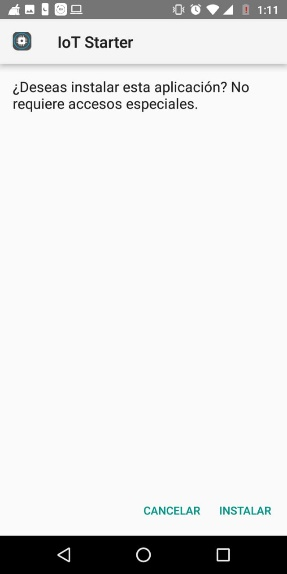 1:11
IoT Starter
¿Deseas instalar esta aplicación? No
requiere accesos especiales.
CANCELAR INSTALAR